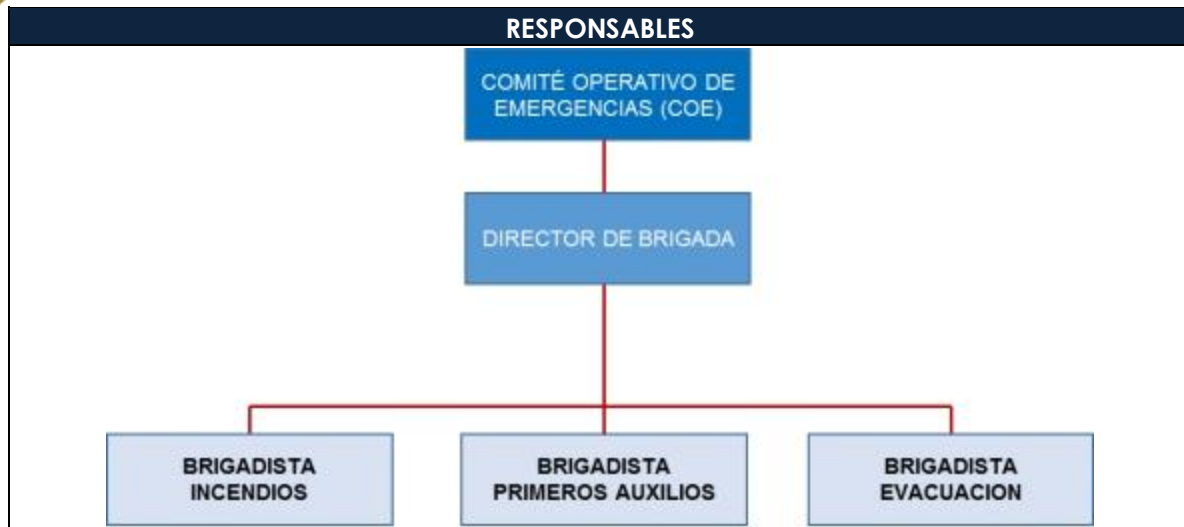 RESPONSABLES
COMITÉ OPERATIVO DE
EMERGENCIAS (COE)
DIRECTOR DE BRIGADA
BRIGADISTA
INCENDIOS
BRIGADISTA
PRIMEROS AUXILIOS
BRIGADISTA
EVACUACION